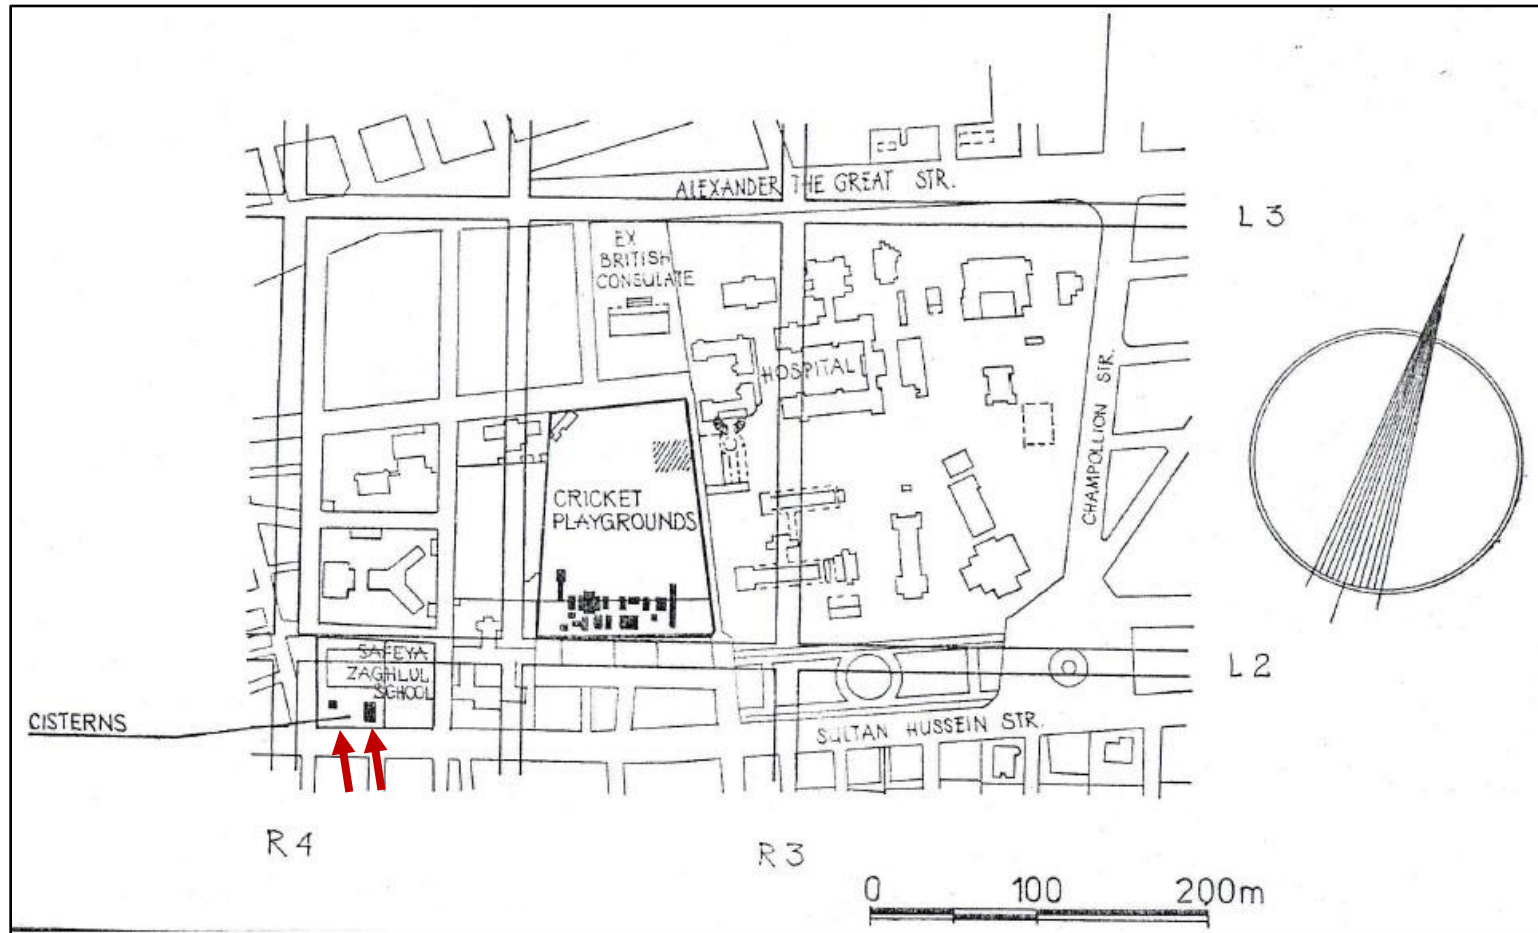 ALEXANDER THE GREAT STR.
L 3
EX
BRITISH
CONSULATE
HOSPITAL
CHAMPOLLION STR.
CRICKET
PLAYGROUNDS
SAFEYA
ZAGHLUL
SCHOOL
L 2
CISTERNS
SULTAN HUSSEIN STR.
R 4
R 3
0 100 200m